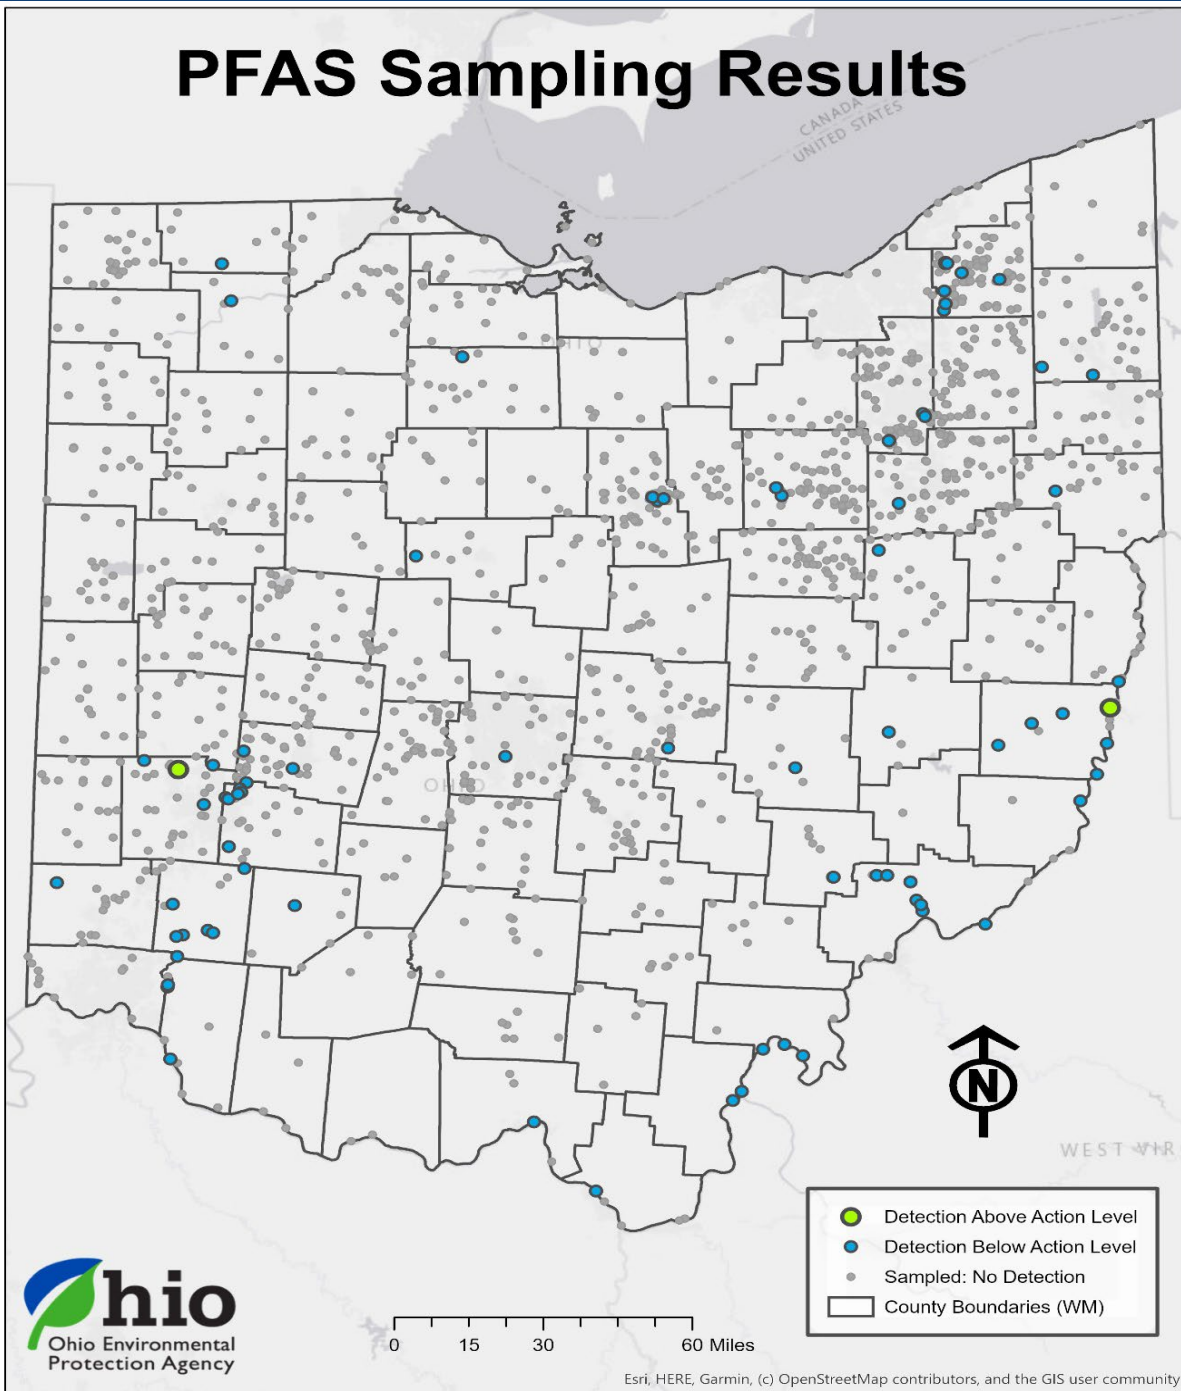 PFAS Sampling Results
CANADA
UNITED STATES
OHIO
OHIO
N
WEST VIR
Detection Above Action Level
Detection Below Action Level
Sampled: No Detection
County Boundaries (WM)
Ohio
Ohio Environmental
Protection Agency
0 15 30 60 Miles
Esri, HERE, Garmin, (c) OpenStreetMap contributors, and the GIS user community